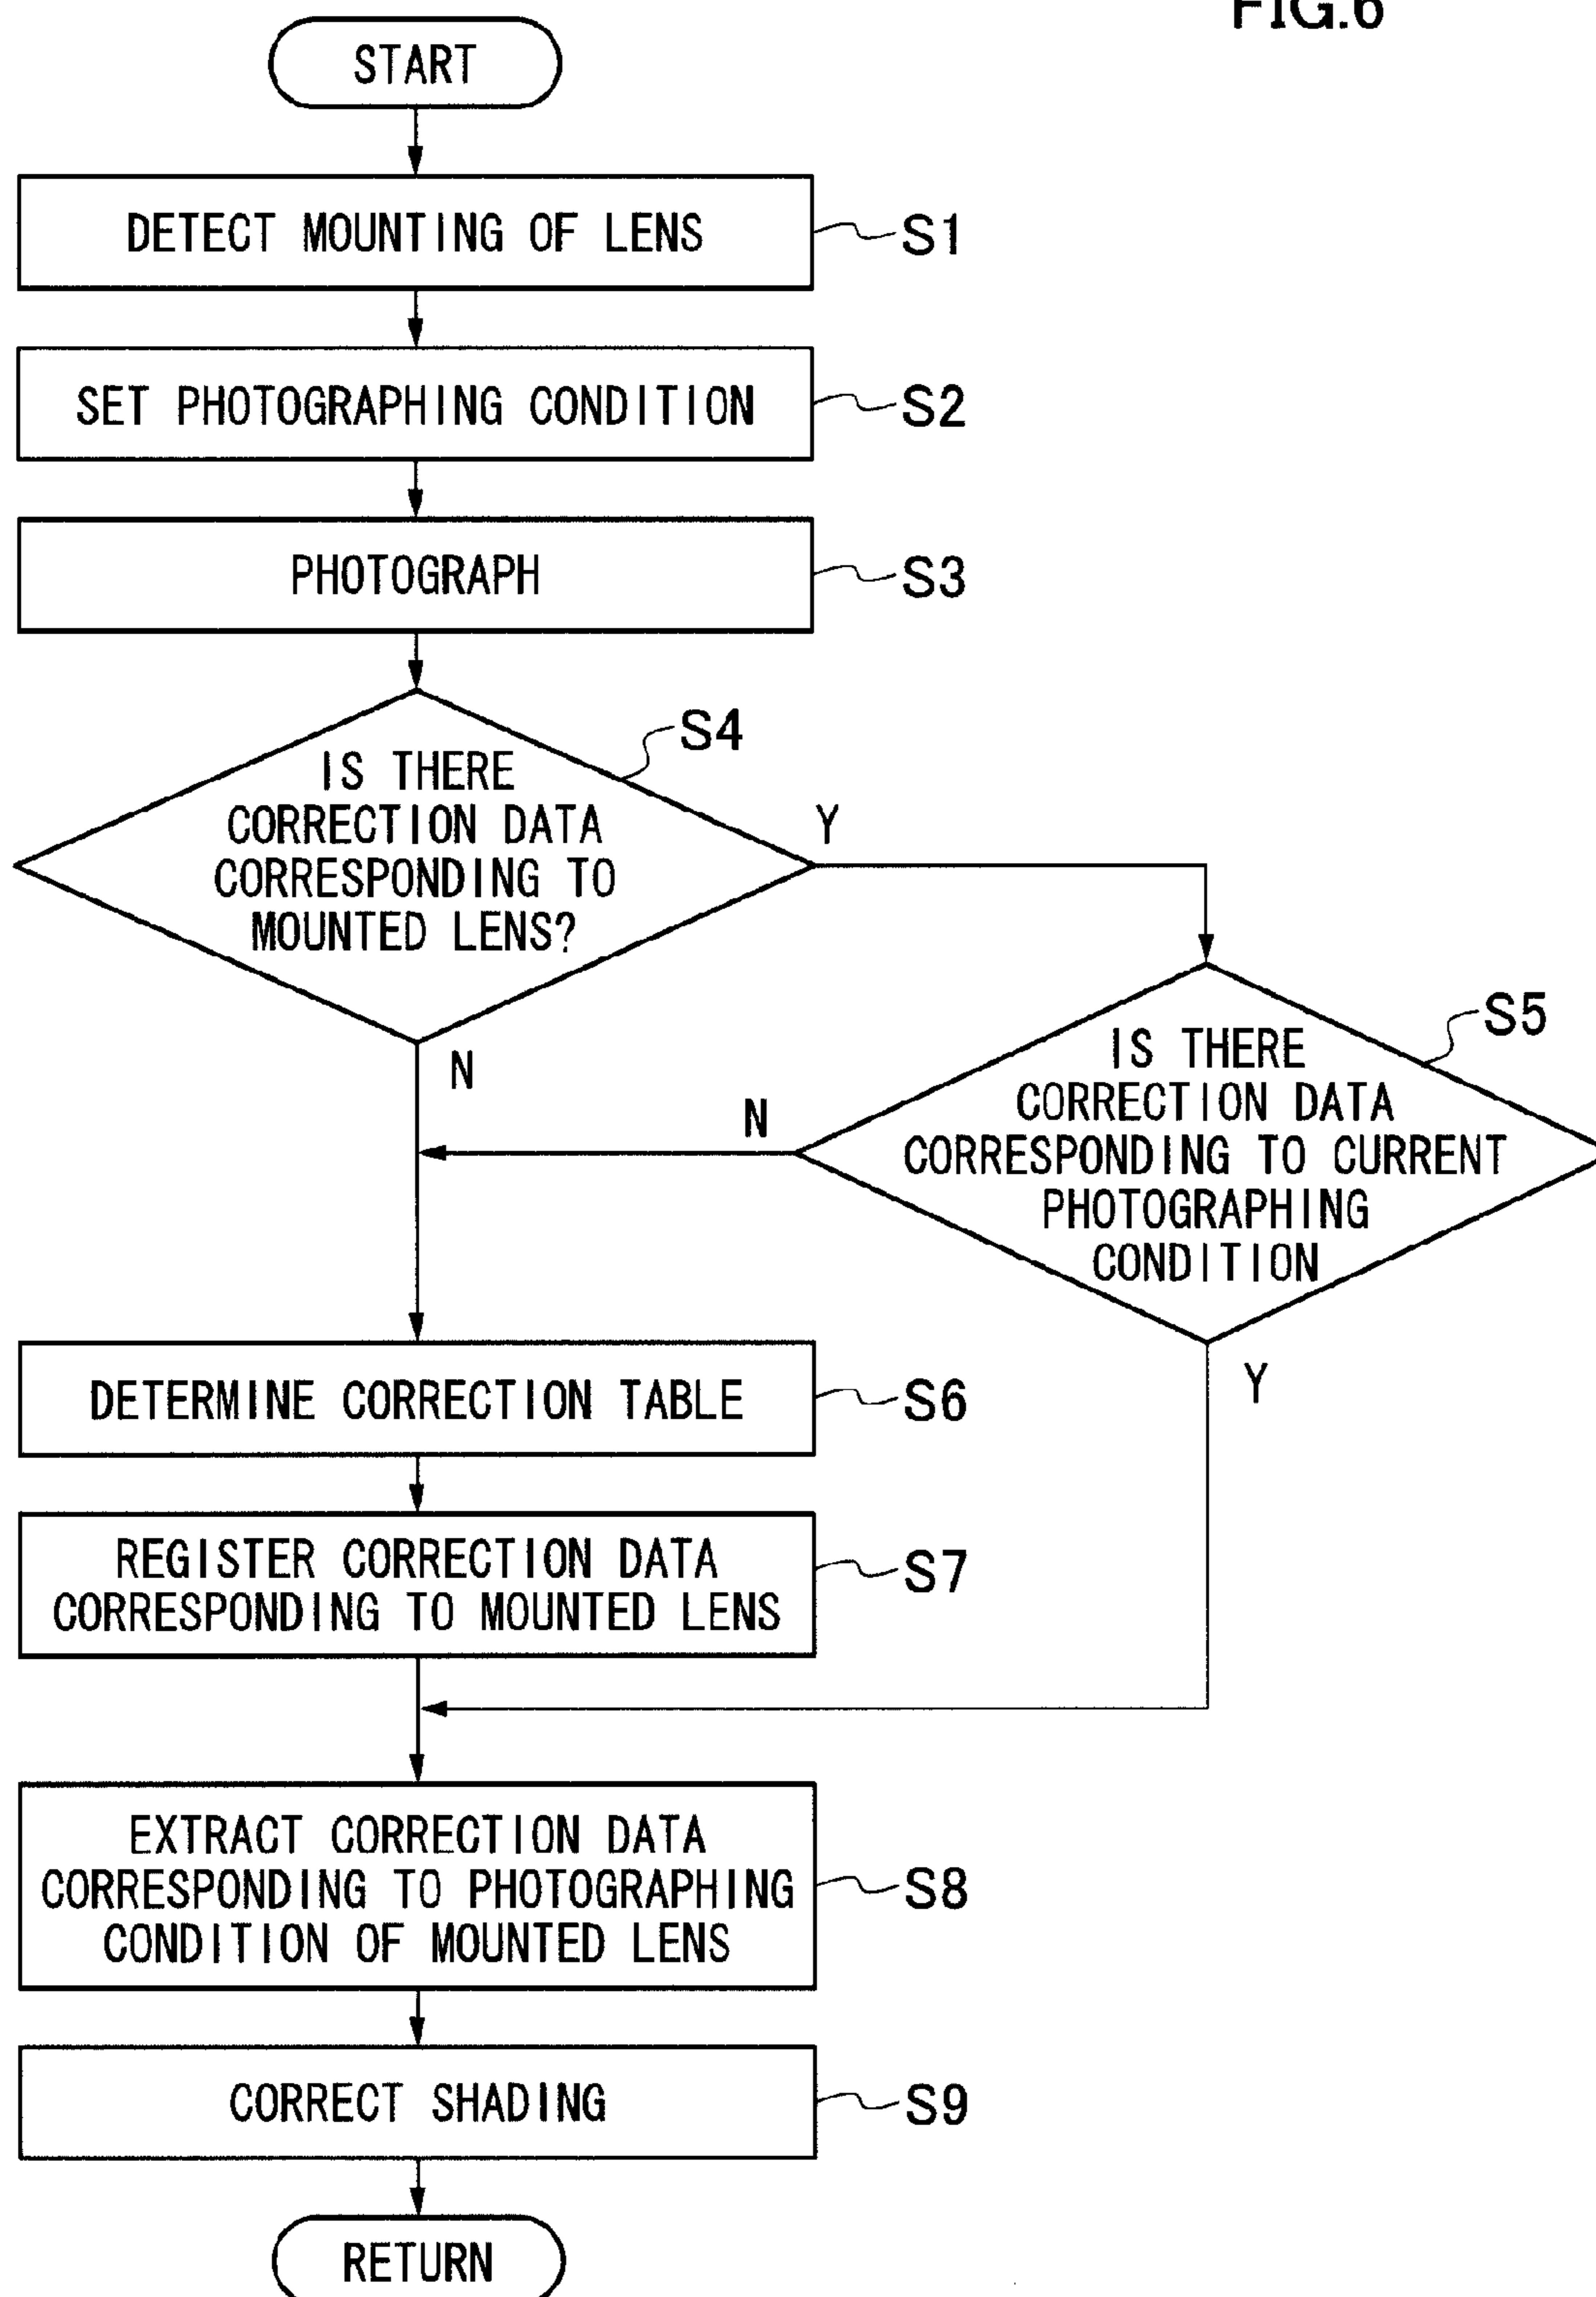 FIG.6
START
DETECT MOUNTING OF LENS
S1
SET PHOTOGRAPHING CONDITION
S2
PHOTOGRAPH
S3
S4
IS THERE
CORRECTION DATA
CORRESPONDING TO
MOUNTED LENS?
Y
N
S5
IS THERE
CORRECTION DATA
CORRESPONDING TO CURRENT
PHOTOGRAPHING
CONDITION
N
Y
DETERMINE CORRECTION TABLE
S6
REGISTER CORRECTION DATA
CORRESPONDING TO MOUNTED LENS
S7
EXTRACT CORRECTION DATA
CORRESPONDING TO PHOTOGRAPHING
CONDITION OF MOUNTED LENS
S8
CORRECT SHADING
S9
RETURN